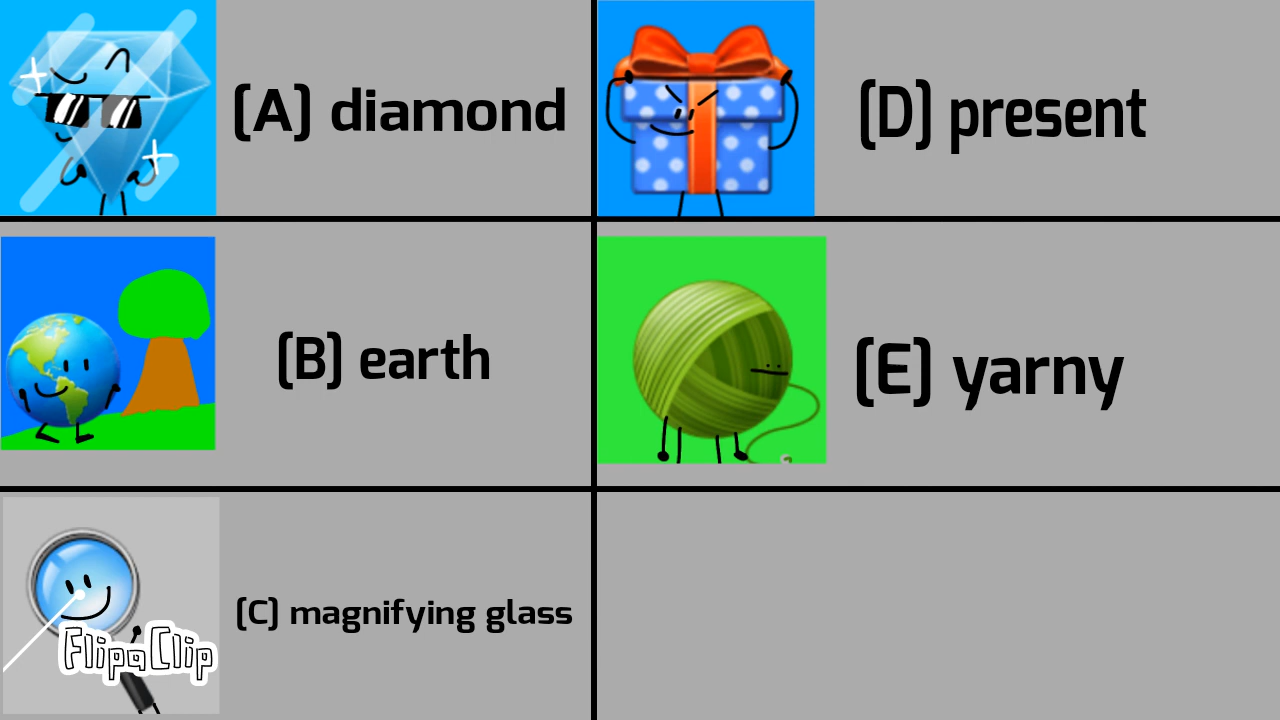 (A) diamond
(B) earth
(C) magnifying glass
FlipaClip
(D) present
(E) yarny